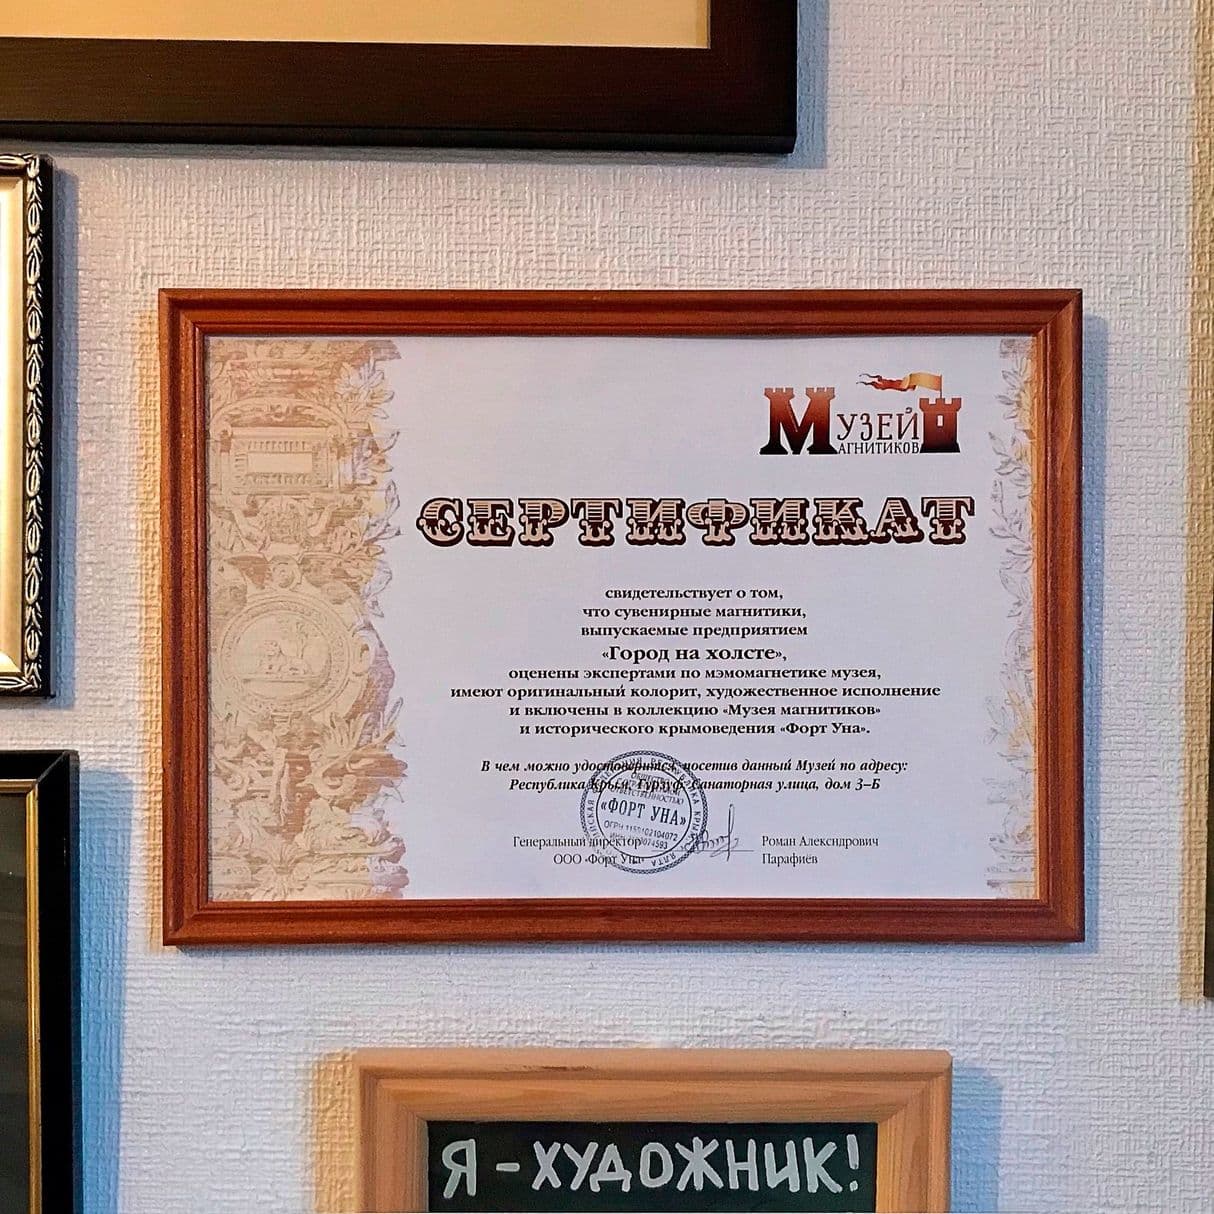 Музей
Магнитиков
СЕРТИФИКАТ
свидетельствует о том,
что сувенирные магнитики,
выпускаемые предприятием
«Город на холсте»,
оценены экспертами по мэмомагнетике музея,
имеют оригинальный колорит, художественное исполнение
и включены в коллекцию «Музея магнитиков»
и исторического крымоведения «Форт Уна».
В чем можно удостовериться, посетив данный Музей по адресу:
Республика Крым, Гурзуф, Санаторная улица, дом 3-Б
«ФОРТ УНА»
Генеральный директор
ООО «Форт Уна»
Роман Алексндрович
Парафиев
Я - ХУДОЖНИК!